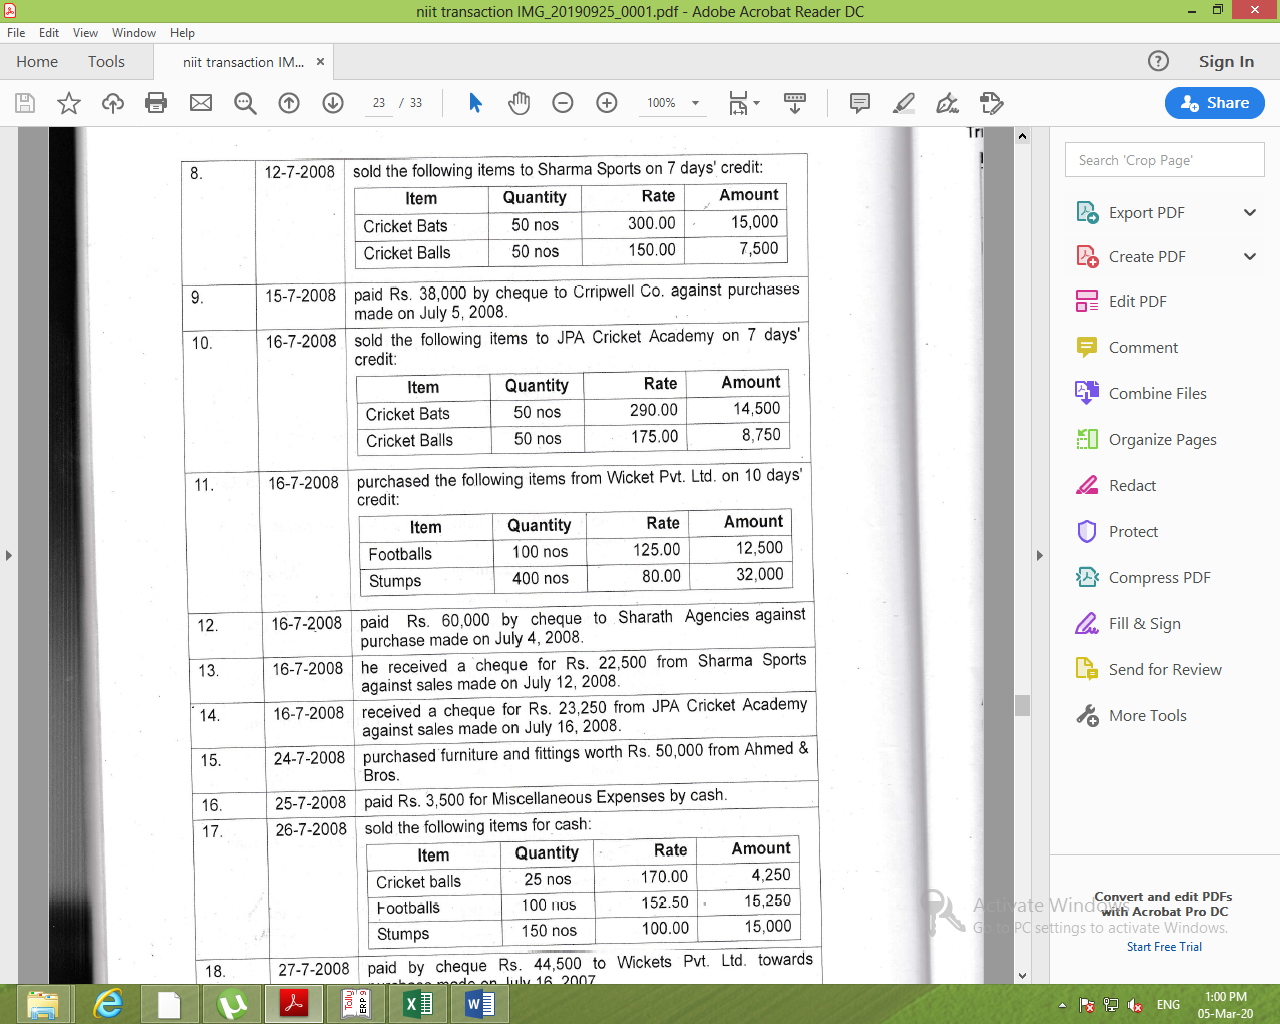 niit transaction IMG_20190925_0001.pdf - Adobe Acrobat Reader DC
File Edit View Window Help
Home Tools niit transaction IM... × Sign In
23 / 33 100% Share
8. 12-7-2008 sold the following items to Sharma Sports on 7 days' credit:
Item Quantity Rate Amount
Cricket Bats 50 nos 300.00 15,000
Cricket Balls 50 nos 150.00 7,500
9. 15-7-2008 paid Rs. 38,000 by cheque to Crripwell Co. against purchases
made on July 5, 2008.
10. 16-7-2008 sold the following items to JPA Cricket Academy on 7 days'
credit:
Item Quantity Rate Amount
Cricket Bats 50 nos 290.00 14,500
Cricket Balls 50 nos 175.00 8,750
11. 16-7-2008 purchased the following items from Wicket Pvt. Ltd. on 10 days'
credit:
Item Quantity Rate Amount
Footballs 100 nos 125.00 12,500
Stumps 400 nos 80.00 32,000
12. 16-7-2008 paid Rs. 60,000 by cheque to Sharath Agencies against
purchase made on July 4, 2008.
13. 16-7-2008 he received a cheque for Rs. 22,500 from Sharma Sports
against sales made on July 12, 2008.
14. 16-7-2008 received a cheque for Rs. 23,250 from JPA Cricket Academy
against sales made on July 16, 2008.
15. 24-7-2008 purchased furniture and fittings worth Rs. 50,000 from Ahmed &
Bros.
16. 25-7-2008 paid Rs. 3,500 for Miscellaneous Expenses by cash.
17. 26-7-2008 sold the following items for cash:
Item Quantity Rate Amount
Cricket balls 25 nos 170.00 4,250
Footballs 100 nos 152.50 15,250
Stumps 150 nos 100.00 15,000
18. 27-7-2008 paid by cheque Rs. 44,500 to Wickets Pvt. Ltd. towards
purchase made on July 16, 2007
Search 'Crop Page'
Export PDF
Create PDF
Edit PDF
Comment
Combine Files
Organize Pages
Redact
Protect
Compress PDF
Fill & Sign
Send for Review
More Tools
Convert and edit PDFs
with Acrobat Pro DC
Start Free Trial
Activate Windows
Go to PC settings to activate Windows.
Tally
ERP 9
ENG
1:00 PM
05-Mar-20